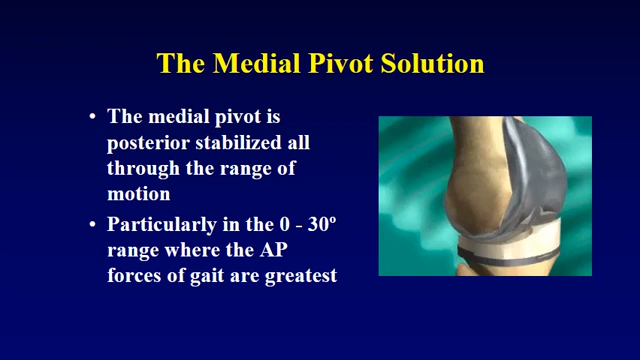 The Medial Pivot Solution
• The medial pivot is
posterior stabilized all
through the range of
motion
• Particularly in the 0 - 30º
range where the AP
forces of gait are greatest